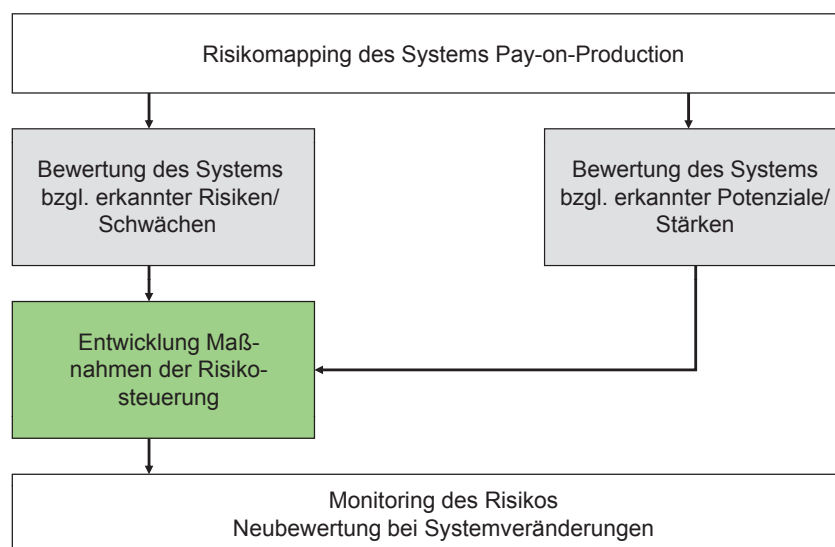 Risikomapping des Systems Pay-on-Production
Bewertung des Systems
bzgl. erkannter Risiken/
Schwächen
Bewertung des Systems
bzgl. erkannter Potenziale/
Stärken
Entwicklung Maß-
nahmen der Risiko-
steuerung
Monitoring des Risikos
Neubewertung bei Systemveränderungen